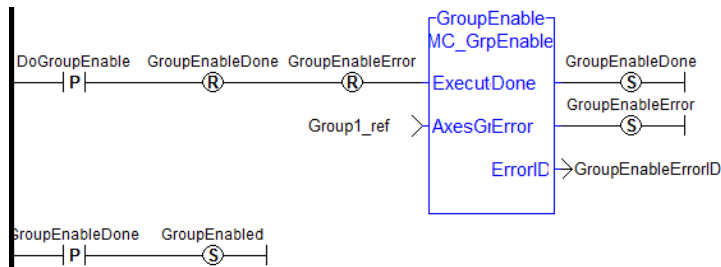 GroupEnable
MC_GrpEnable
DoGroupEnable GroupEnableDone GroupEnableError GroupEnableDone
P R R ExecutDone S
GroupEnableError
Group1_ref AxesGrError S
ErrorID GroupEnableErrorID
GroupEnableDone GroupEnabled
P S